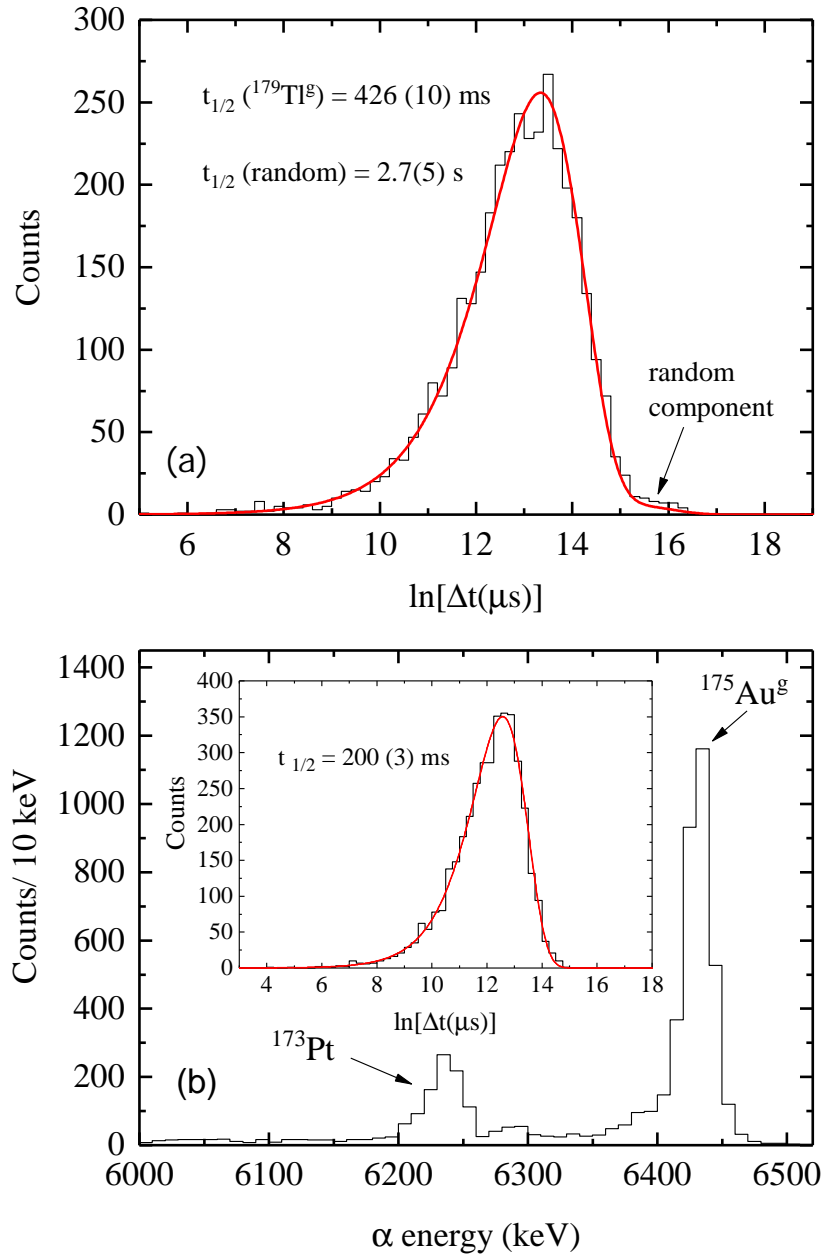 300
250
200
150
100
50
0
Counts
t1/2 (179Tlg) = 426 (10) ms
t1/2 (random) = 2.7(5) s
random
component
(a)
6 8 10 12 14 16 18
ln[Δt(μs)]
1400
1200
1000
800
600
400
200
0
Counts/ 10 keV
175Aug
400
350
300
250
200
150
100
50
0
Counts
t 1/2 = 200 (3) ms
4 6 8 10 12 14 16 18
ln[Δt(μs)]
173Pt
(b)
6000 6100 6200 6300 6400 6500
α energy (keV)